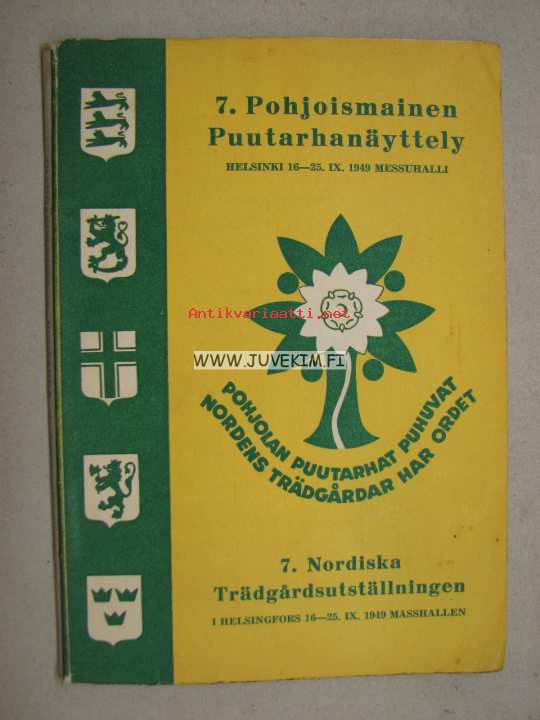 7. Pohjoismainen
Puutarhanäyttely
HELSINKI 16—25. IX. 1949 MESSUHALLI
Antikvariaatti.net
WWW.JUVEKIM.FI
POHJOLAN PUUTARHAT PUHUVAT
NORDENS TRÄDGÅRDAR HAR ORDET
7. Nordiska
Trädgårdsutställningen
I HELSINGFORS 16—25. IX. 1949 MÄSSHALLEN